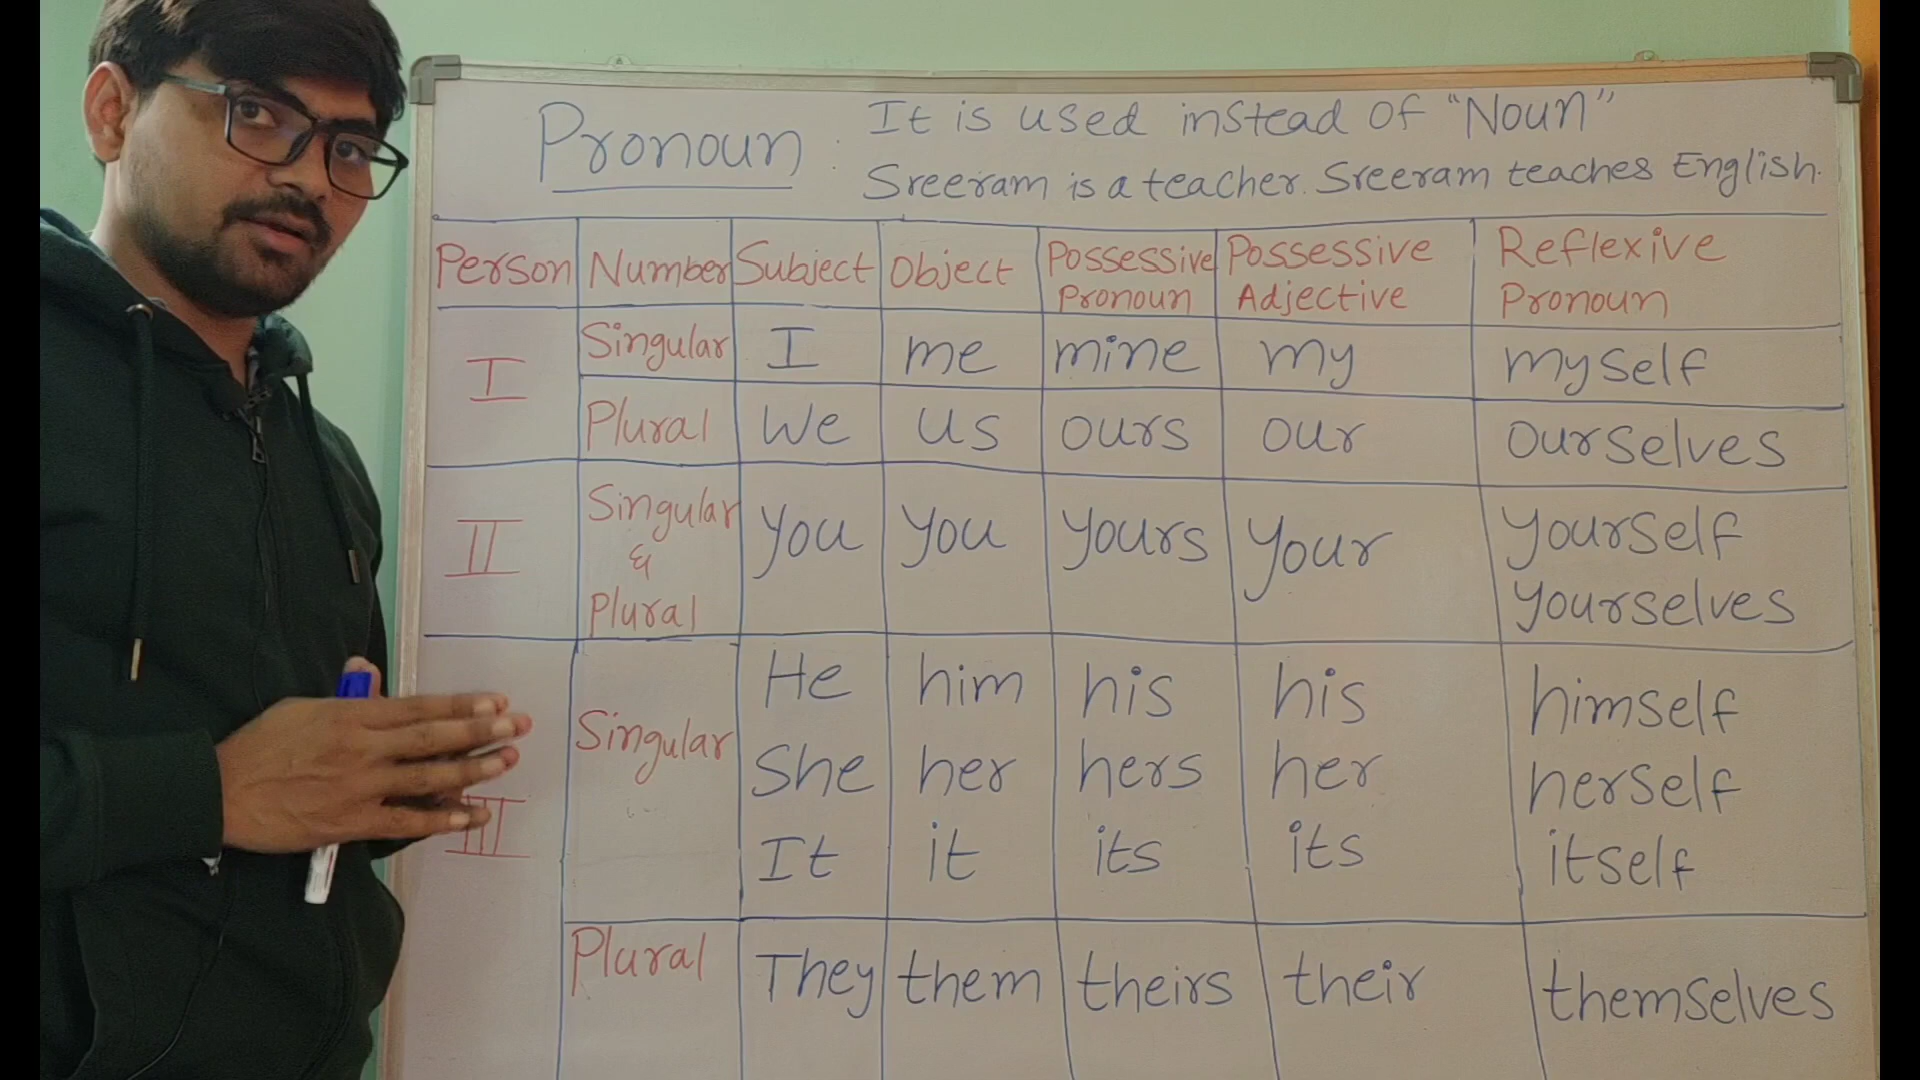 Pronoun : It is used instead of "Noun"
Sreeram is a teacher. Sreeram teaches English.
Person Number Subject Object Possessive Pronoun Possessive Adjective Reflexive Pronoun
I Singular I me mine my myself
Plural We us ours our ourselves
II Singular & Plural you you yours your yourself yourselves
III Singular He him his his himself
She her hers her herself
It it its its itself
Plural They them theirs their themselves